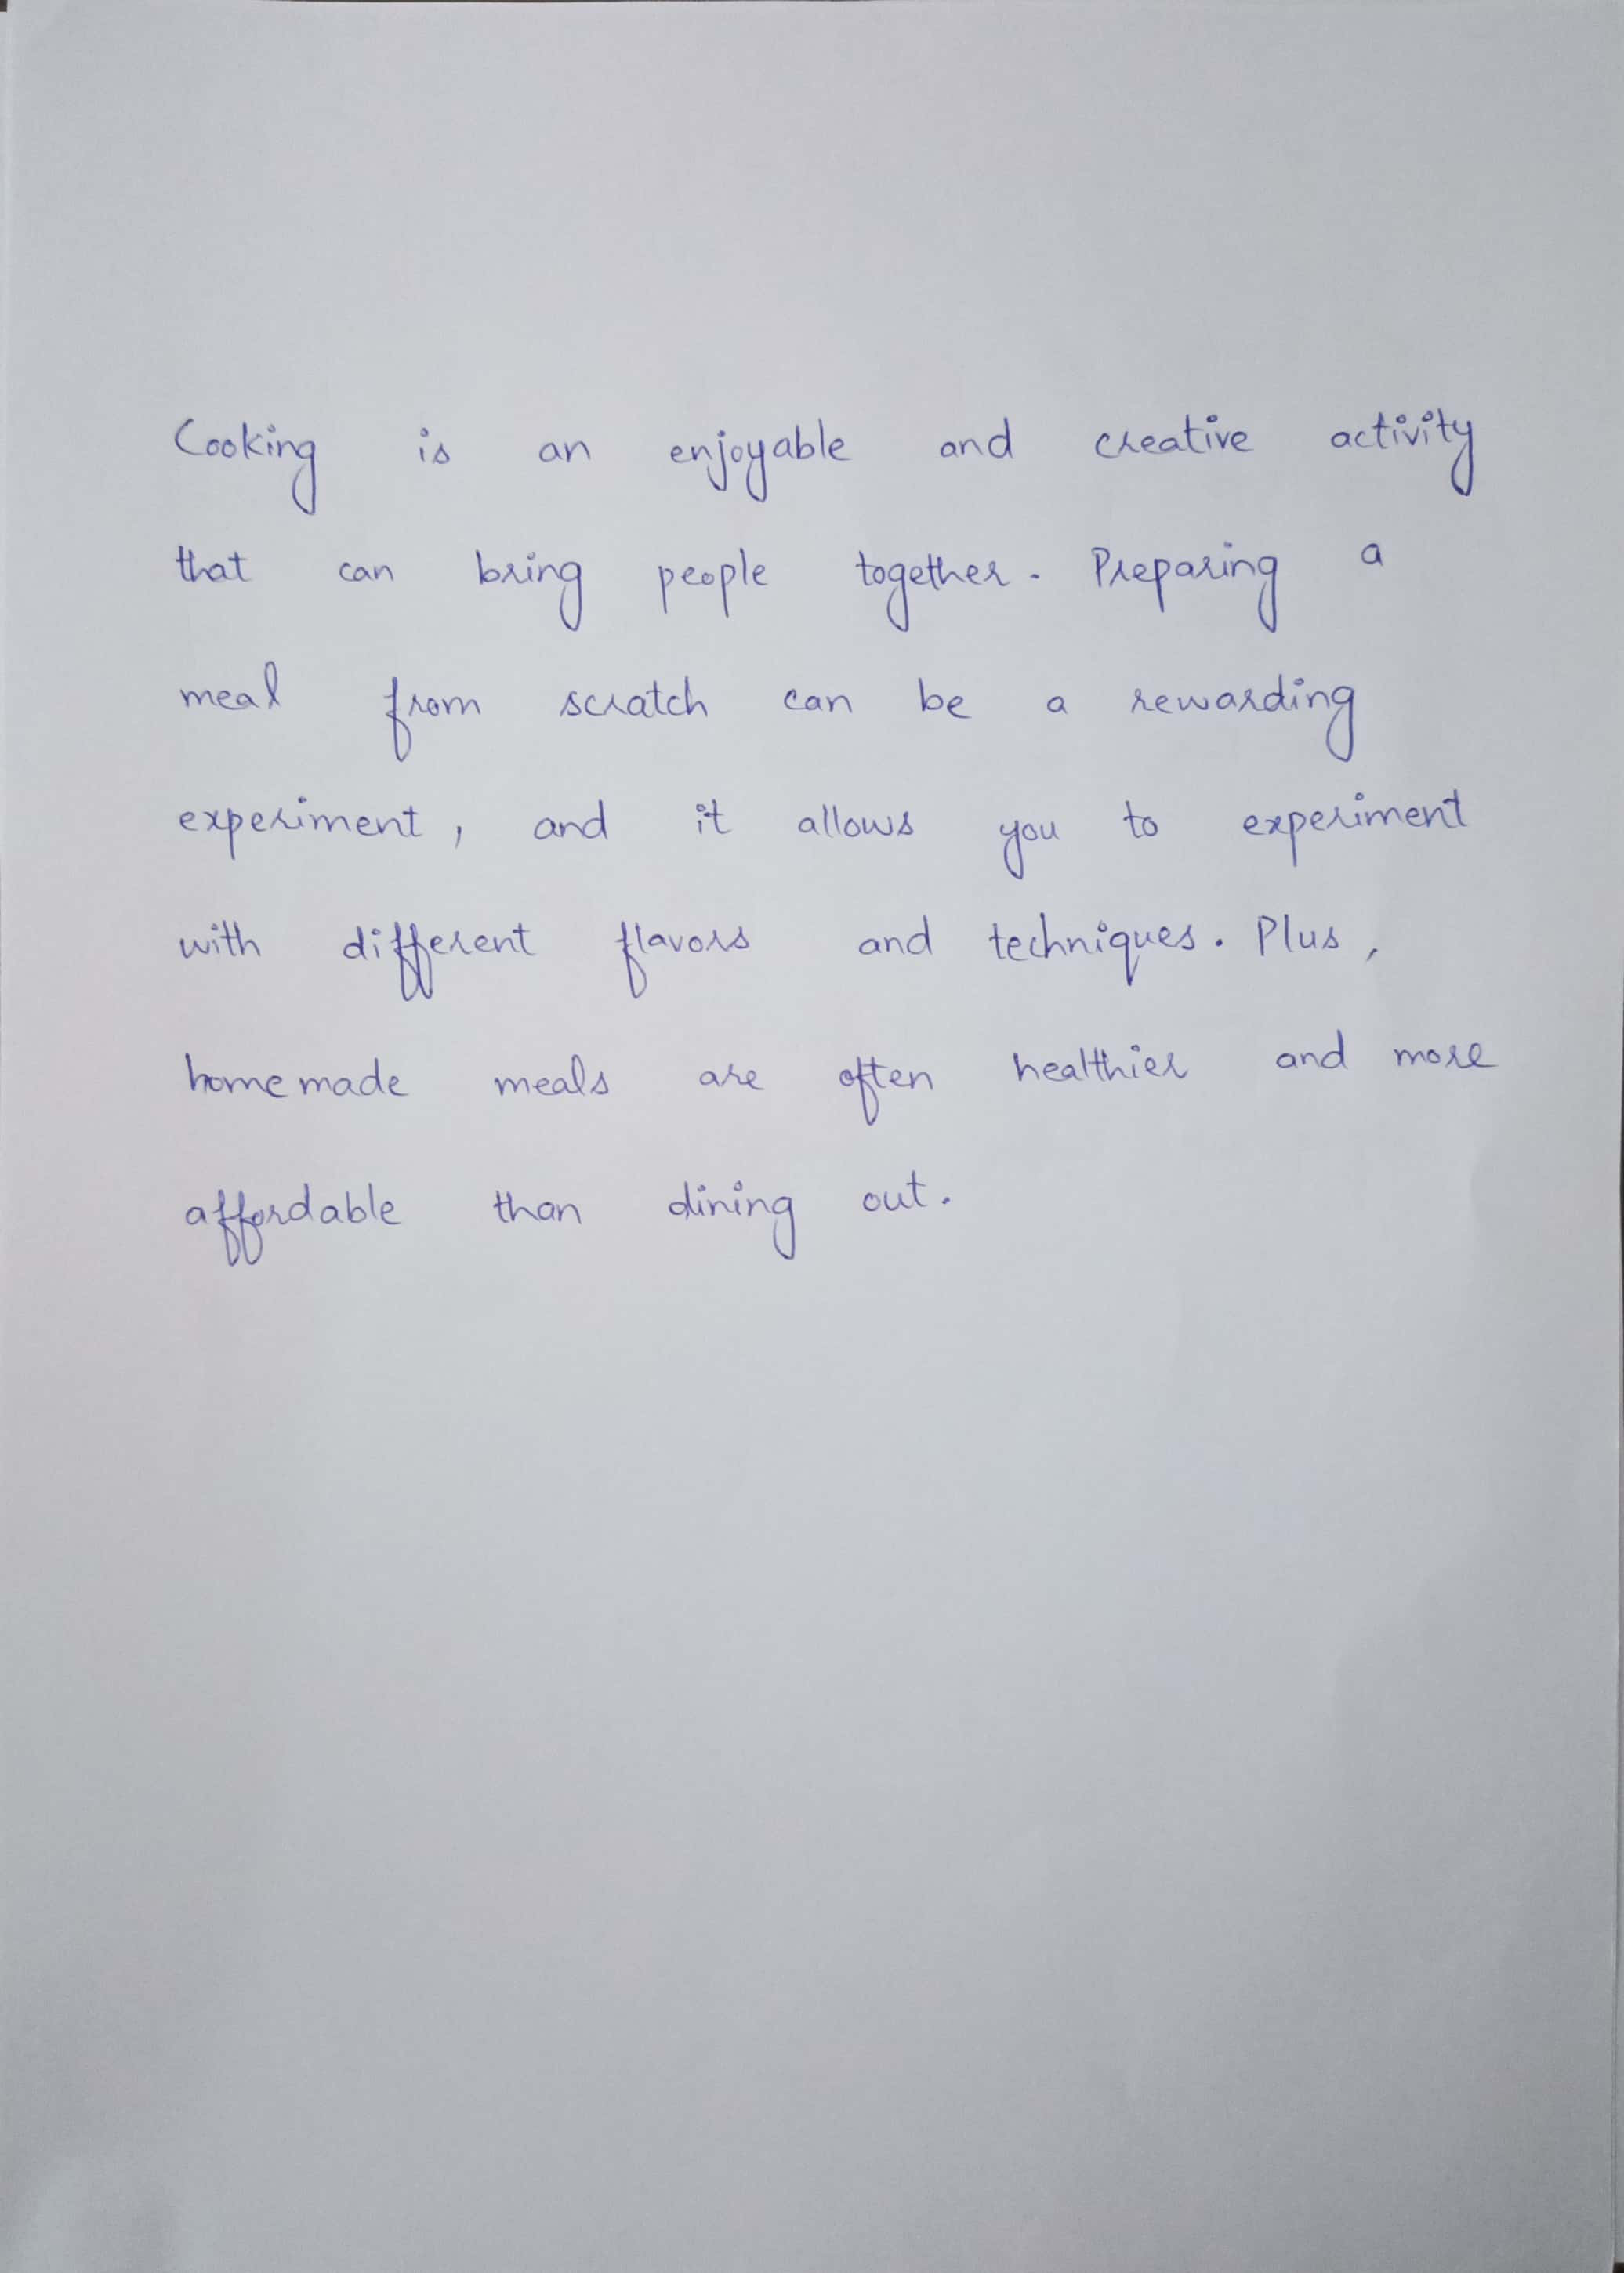 Cooking is an enjoyable and creative activity
that can bring people together. Preparing a
meal from scratch can be a rewarding
experiment, and it allows you to experiment
with different flavors and techniques. Plus,
homemade meals are often healthier and more
affordable than dining out.